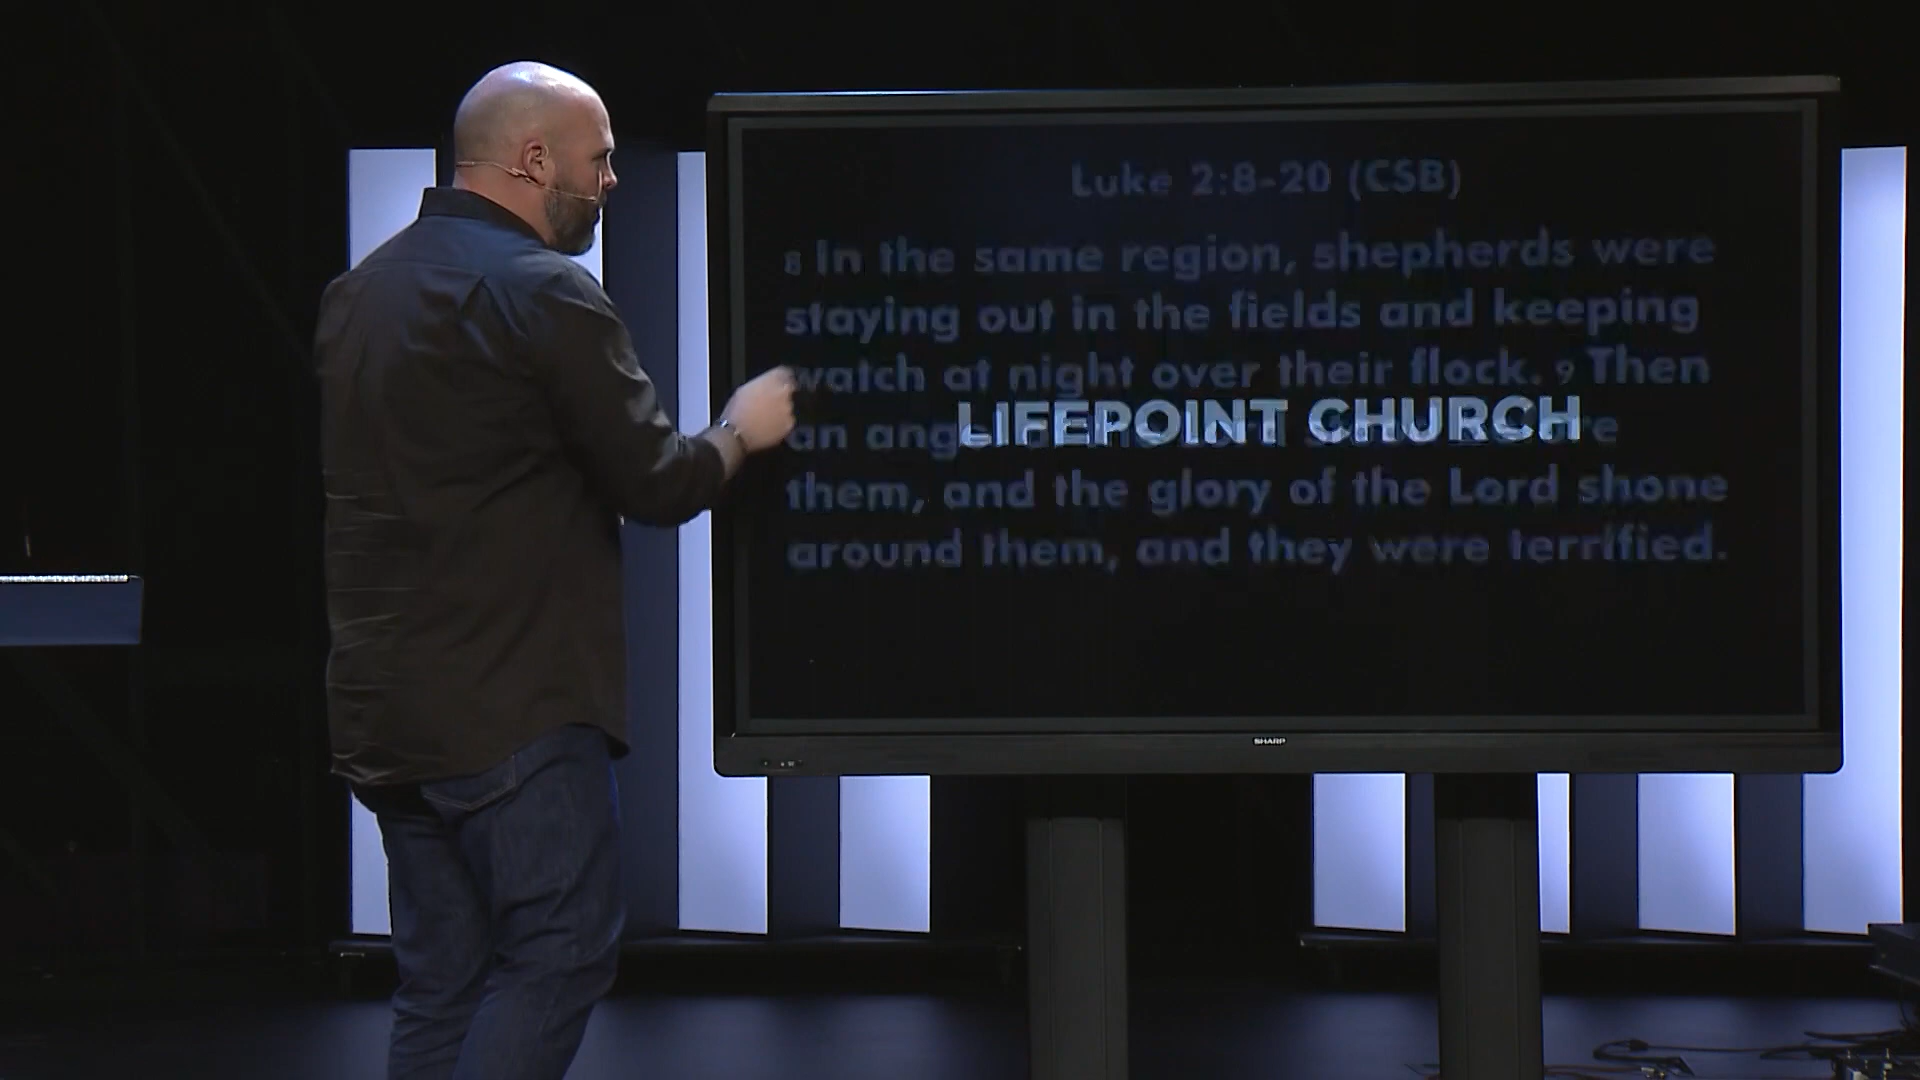 Luke 2:8-20 (CSB)
8 In the same region, shepherds were
staying out in the fields and keeping
watch at night over their flock. 9 Then
LIFEPOINT CHURCH
an
them, and the glory of the Lord shone
around them, and they were terrified.
SHARP